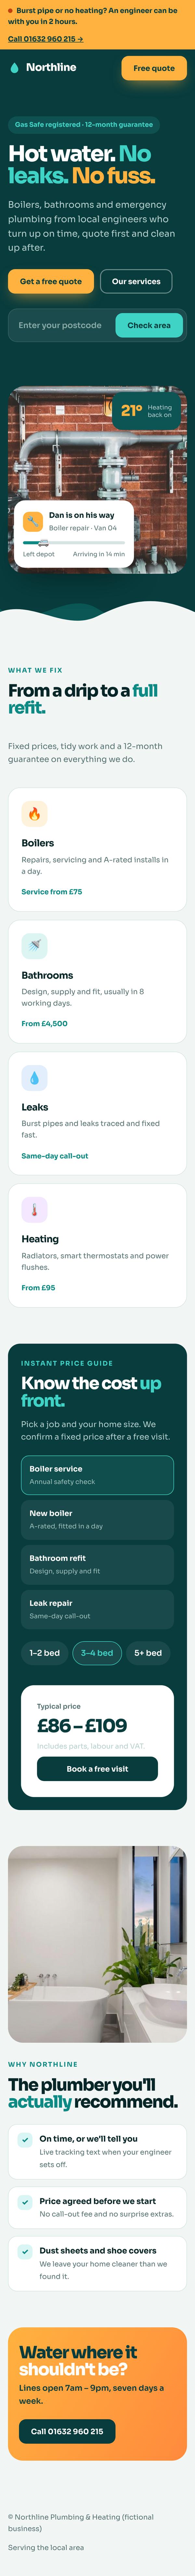 Burst pipe or no heating? An engineer can be
with you in 2 hours.
Call 01632 960 215 →
Northline
Free quote
Gas Safe registered · 12-month guarantee
Hot water. No
leaks. No fuss.
Boilers, bathrooms and emergency
plumbing from local engineers who
turn up on time, quote first and clean
up after.
Get a free quote
Our services
Enter your postcode
Check area
21°
Heating
back on
Dan is on his way
Boiler repair · Van 04
Left depot
Arriving in 14 min
WHAT WE FIX
From a drip to a full
refit.
Fixed prices, tidy work and a 12-month
guarantee on everything we do.
Boilers
Repairs, servicing and A-rated installs in
a day.
Service from £75
Bathrooms
Design, supply and fit, usually in 8
working days.
From £4,500
Leaks
Burst pipes and leaks traced and fixed
fast.
Same-day call-out
Heating
Radiators, smart thermostats and power
flushes.
From £95
INSTANT PRICE GUIDE
Know the cost up
front.
Pick a job and your home size. We
confirm a fixed price after a free visit.
Boiler service
Annual safety check
New boiler
A-rated, fitted in a day
Bathroom refit
Design, supply and fit
Leak repair
Same-day call-out
1–2 bed
3–4 bed
5+ bed
Typical price
£86 – £109
Includes parts, labour and VAT.
Book a free visit
WHY NORTHLINE
The plumber you'll
actually recommend.
On time, or we'll tell you
Live tracking text when your engineer
sets off.
Price agreed before we start
No call-out fee and no surprise extras.
Dust sheets and shoe covers
We leave your home cleaner than we
found it.
Water where it
shouldn't be?
Lines open 7am – 9pm, seven days a
week.
Call 01632 960 215
© Northline Plumbing & Heating (fictional
business)
Serving the local area